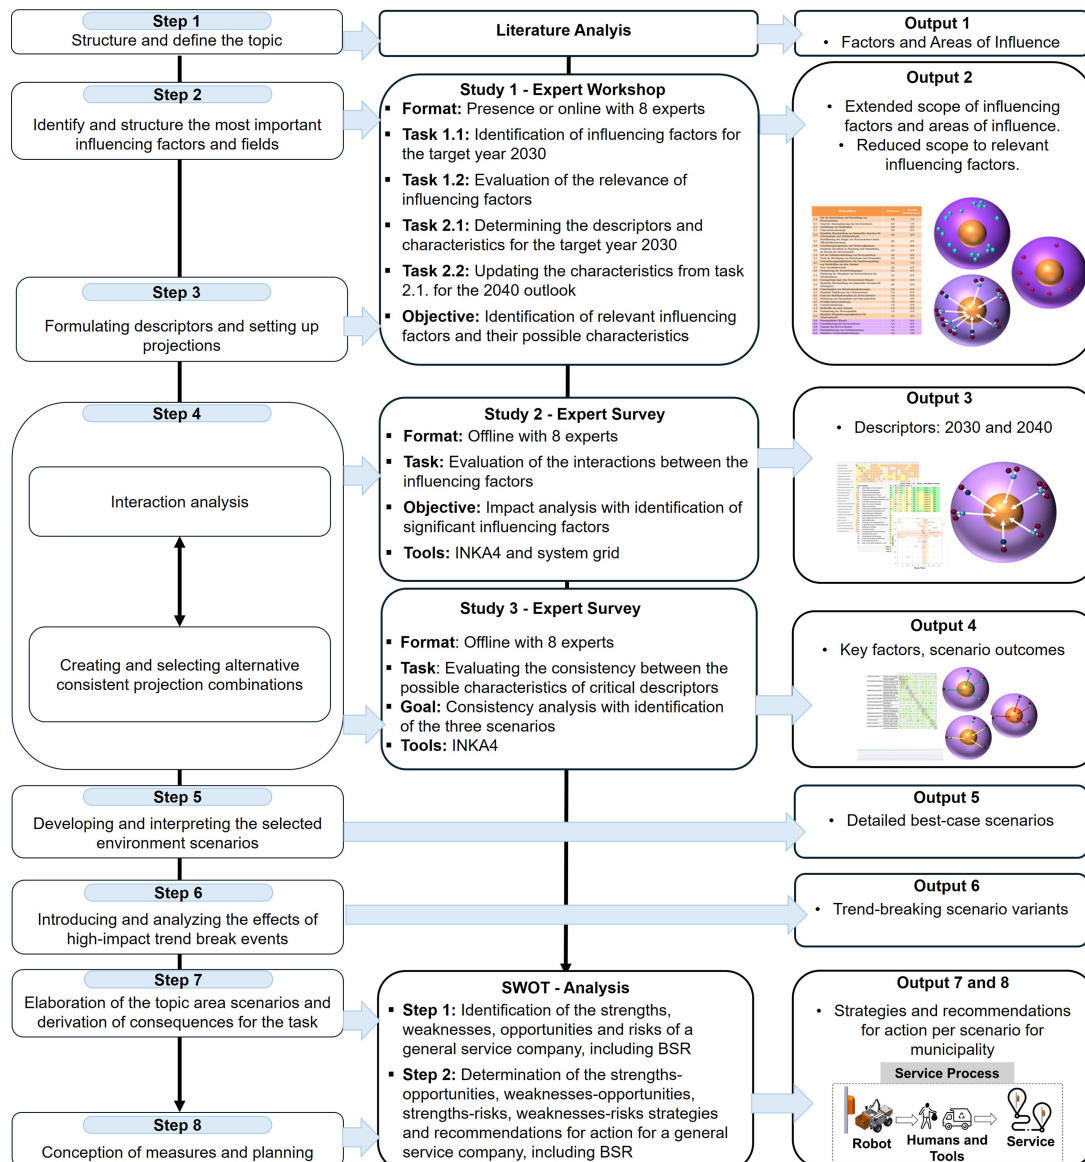 Step 1
Structure and define the topic
Literature Analyis
Output 1
• Factors and Areas of Influence
Step 2
Identify and structure the most important
influencing factors and fields
Study 1 - Expert Workshop
▪ Format: Presence or online with 8 experts
▪ Task 1.1: Identification of influencing factors for
the target year 2030
▪ Task 1.2: Evaluation of the relevance of
influencing factors
▪ Task 2.1: Determining the descriptors and
characteristics for the target year 2030
▪ Task 2.2: Updating the characteristics from task
2.1. for the 2040 outlook
▪ Objective: Identification of relevant influencing
factors and their possible characteristics
Output 2
• Extended scope of influencing
factors and areas of influence.
• Reduced scope to relevant
influencing factors.
Step 3
Formulating descriptors and setting up
projections
Step 4
Interaction analysis
Creating and selecting alternative
consistent projection combinations
Study 2 - Expert Survey
▪ Format: Offline with 8 experts
▪ Task: Evaluation of the interactions between the
influencing factors
▪ Objective: Impact analysis with identification of
significant influencing factors
▪ Tools: INKA4 and system grid
Output 3
• Descriptors: 2030 and 2040
Study 3 - Expert Survey
▪ Format: Offline with 8 experts
▪ Task: Evaluating the consistency between the
possible characteristics of critical descriptors
▪ Goal: Consistency analysis with identification
of the three scenarios
▪ Tools: INKA4
Output 4
• Key factors, scenario outcomes
Step 5
Developing and interpreting the selected
environment scenarios
Output 5
• Detailed best-case scenarios
Step 6
Introducing and analyzing the effects of
high-impact trend break events
Output 6
• Trend-breaking scenario variants
Step 7
Elaboration of the topic area scenarios and
derivation of consequences for the task
SWOT - Analysis
▪ Step 1: Identification of the strengths,
weaknesses, opportunities and risks of a
general service company, including BSR
▪ Step 2: Determination of the strengths-
opportunities, weaknesses-opportunities,
strengths-risks, weaknesses-risks strategies
and recommendations for action for a general
service company, including BSR
Output 7 and 8
• Strategies and recommendations
for action per scenario for
municipality
Service Process
Robot
Humans and
Tools
Service
Step 8
Conception of measures and planning